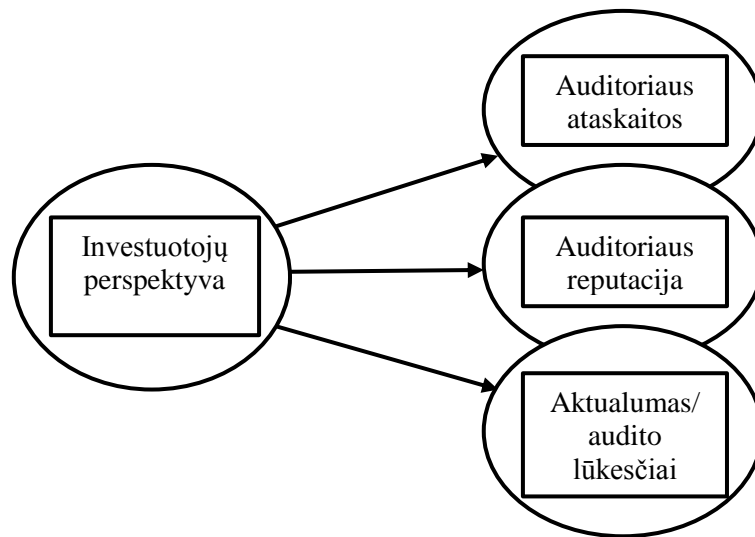 Investuotojų
perspektyva
Auditoriaus
ataskaitos
Auditoriaus
reputacija
Aktualumas/
audito
lūkesčiai